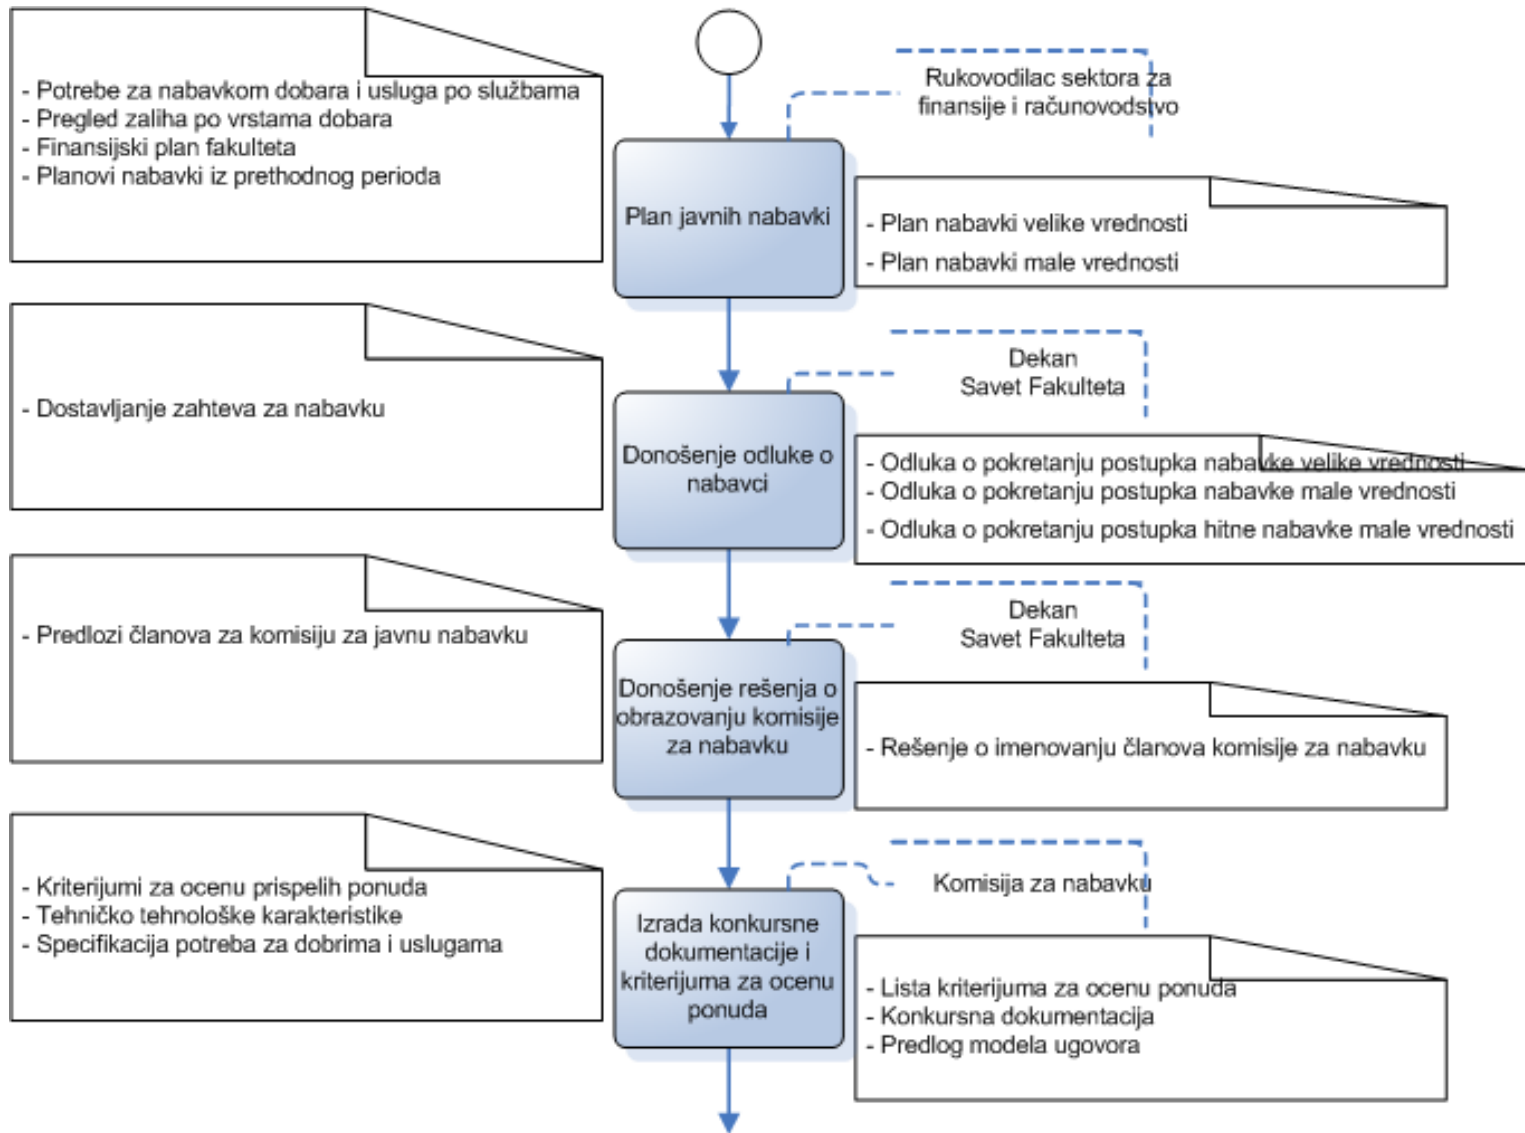 - Potrebe za nabavkom dobara i usluga po službama
- Pregled zaliha po vrstama dobara
- Finansijski plan fakulteta
- Planovi nabavki iz prethodnog perioda
Rukovodilac sektora za
finansije i računovodstvo
Plan javnih nabavki
- Plan nabavki velike vrednosti
- Plan nabavki male vrednosti
- Dostavljanje zahteva za nabavku
Dekan
Savet Fakulteta
Donošenje odluke o
nabavci
- Odluka o pokretanju postupka nabavke velike vrednosti
- Odluka o pokretanju postupka nabavke male vrednosti
- Odluka o pokretanju postupka hitne nabavke male vrednosti
- Predlozi članova za komisiju za javnu nabavku
Dekan
Savet Fakulteta
Donošenje rešenja o
obrazovanju komisije
za nabavku
- Rešenje o imenovanju članova komisije za nabavku
- Kriterijumi za ocenu prispelih ponuda
- Tehničko tehnološke karakteristike
- Specifikacija potreba za dobrima i uslugama
Komisija za nabavku
Izrada konkursne
dokumentacije i
kriterijuma za ocenu
ponuda
- Lista kriterijuma za ocenu ponuda
- Konkursna dokumentacija
- Predlog modela ugovora